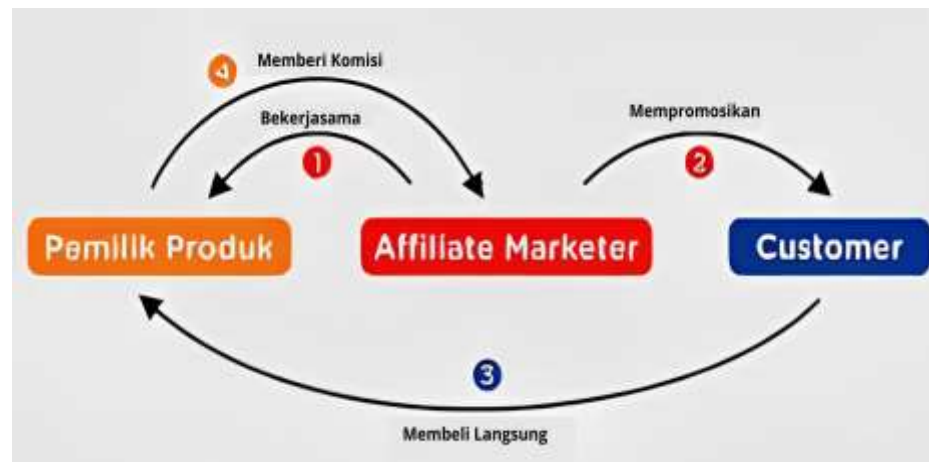 4 Memberi Komisi
Bekerjasama
1
Mempromosikan
2
Pemilik Produk
Affiliate Marketer
Customer
3
Membeli Langsung